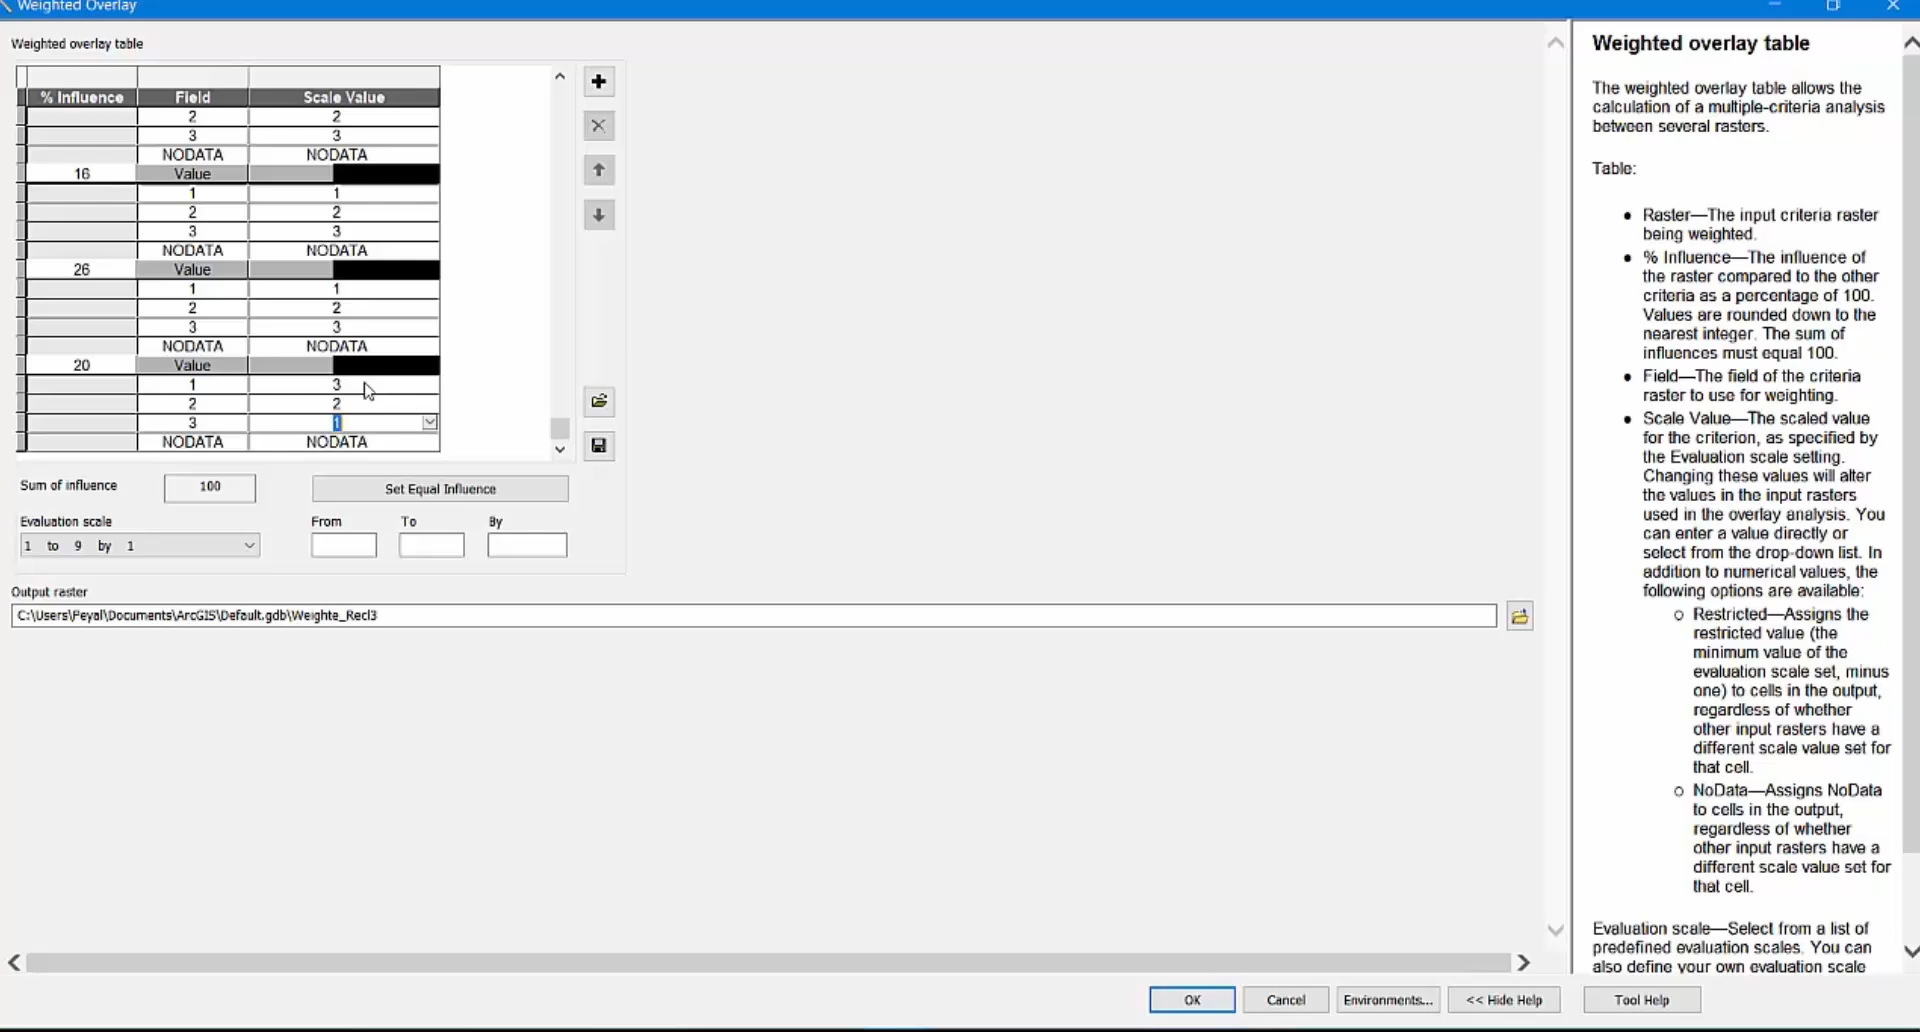 Weighted Overlay
Weighted overlay table
% Influence Field Scale Value
2 2
3 3
NODATA NODATA
16 Value
1 1
2 2
3 3
NODATA NODATA
26 Value
1 1
2 2
3 3
NODATA NODATA
20 Value
1 3
2 2
3 1
NODATA NODATA
Sum of influence 100 Set Equal Influence
Evaluation scale From To By
1 to 9 by 1
Output raster
C:\Users\Peyal\Documents\ArcGIS\Default.gdb\Weighte_Recl3
OK Cancel Environments... << Hide Help Tool Help
Weighted overlay table
The weighted overlay table allows the
calculation of a multiple-criteria analysis
between several rasters.
Table:
• Raster—The input criteria raster
being weighted.
• % Influence—The influence of
the raster compared to the other
criteria as a percentage of 100.
Values are rounded down to the
nearest integer. The sum of
influences must equal 100.
• Field—The field of the criteria
raster to use for weighting.
• Scale Value—The scaled value
for the criterion, as specified by
the Evaluation scale setting.
Changing these values will alter
the values in the input rasters
used in the overlay analysis. You
can enter a value directly or
select from the drop-down list. In
addition to numerical values, the
following options are available:
○ Restricted—Assigns the
restricted value (the
minimum value of the
evaluation scale set, minus
one) to cells in the output,
regardless of whether
other input rasters have a
different scale value set for
that cell.
○ NoData—Assigns NoData
to cells in the output,
regardless of whether
other input rasters have a
different scale value set for
that cell.
Evaluation scale—Select from a list of
predefined evaluation scales. You can
also define your own evaluation scale